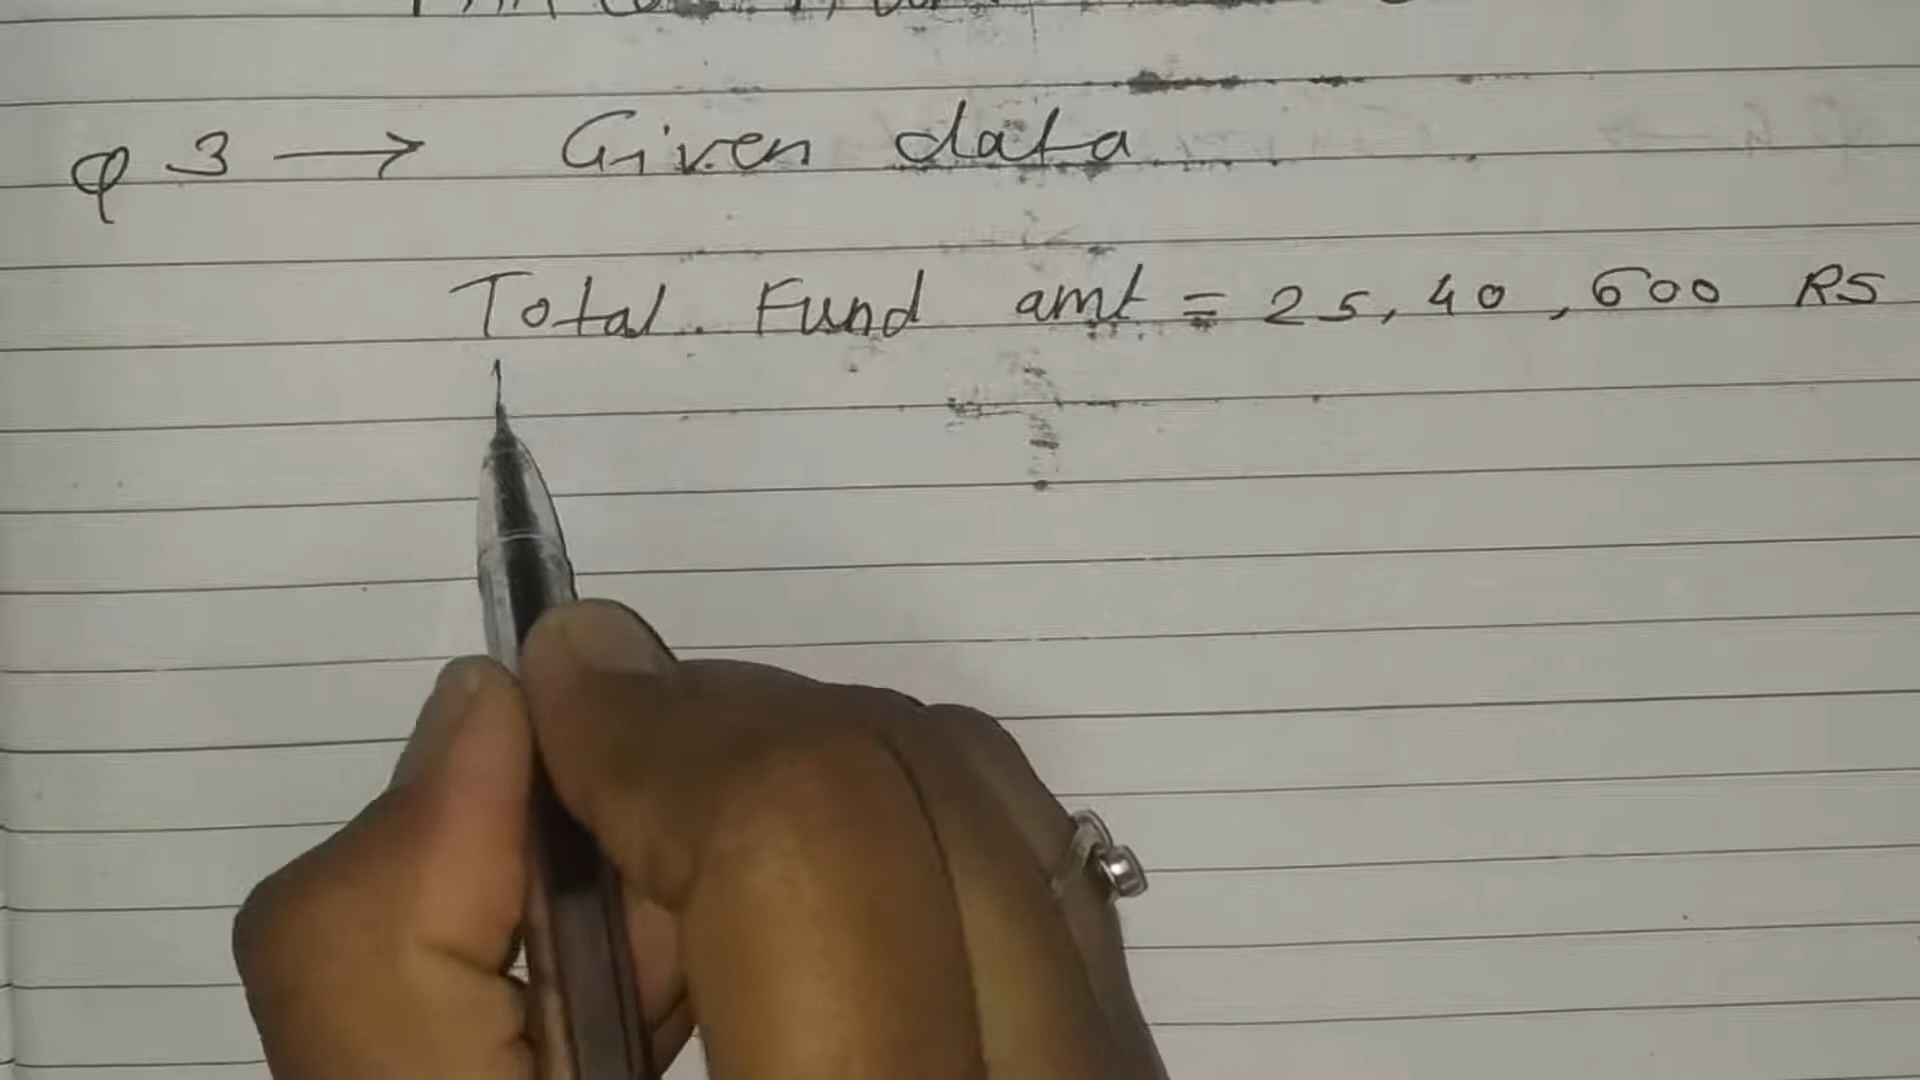 Q 3 → Given data
Total Fund amt = 25,40,600 RS